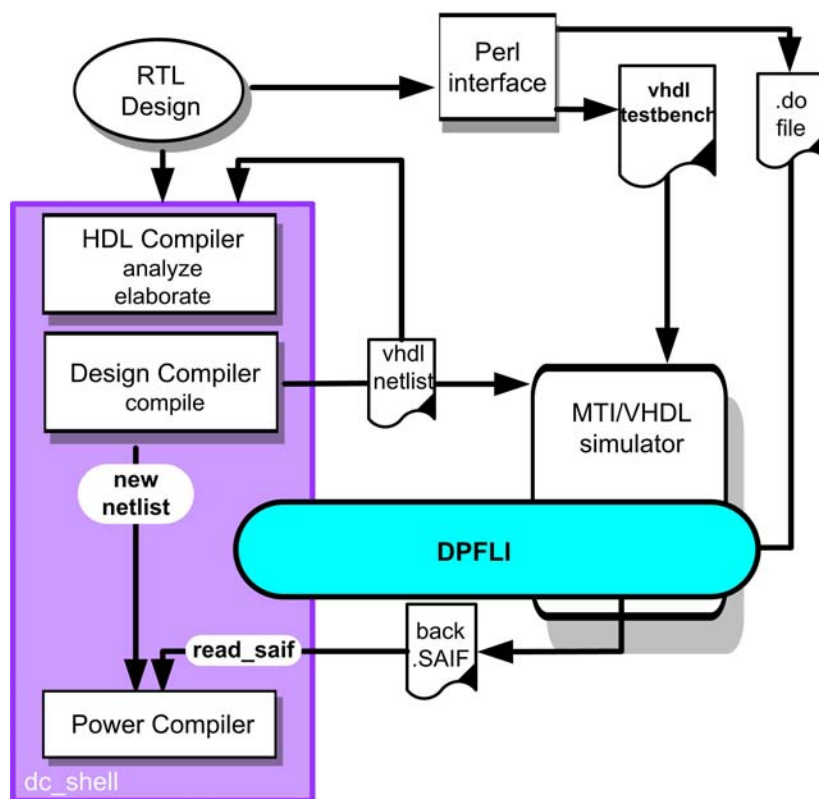 RTL
Design
Perl
interface
vhdl
testbench
.do
file
HDL Compiler
analyze
elaborate
Design Compiler
compile
vhdl
netlist
MTI/VHDL
simulator
new
netlist
DPFLI
back
.SAIF
read_saif
Power Compiler
dc_shell